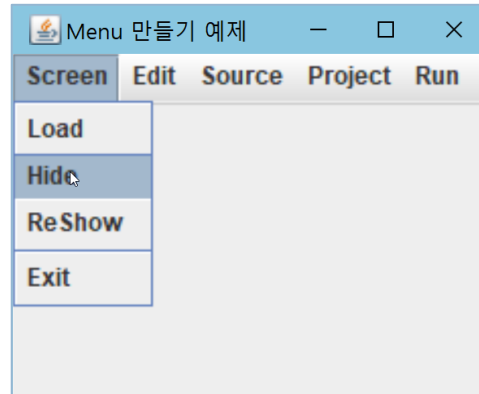 Menu 만들기 예제
Screen Edit Source Project Run
Load
Hide
ReShow
Exit